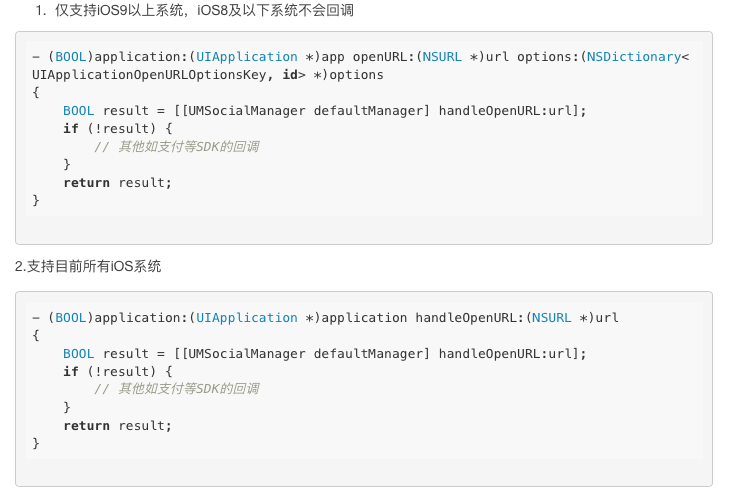 1. 仅支持iOS9以上系统，iOS8及以下系统不会回调
- (BOOL)application:(UIApplication *)app openURL:(NSURL *)url options:(NSDictionary<
UIApplicationOpenURLOptionsKey, id> *)options
{
    BOOL result = [[UMSocialManager defaultManager] handleOpenURL:url];
    if (!result) {
        // 其他如支付等SDK的回调
    }
    return result;
}
2.支持目前所有iOS系统
- (BOOL)application:(UIApplication *)application handleOpenURL:(NSURL *)url
{
    BOOL result = [[UMSocialManager defaultManager] handleOpenURL:url];
    if (!result) {
        // 其他如支付等SDK的回调
    }
    return result;
}